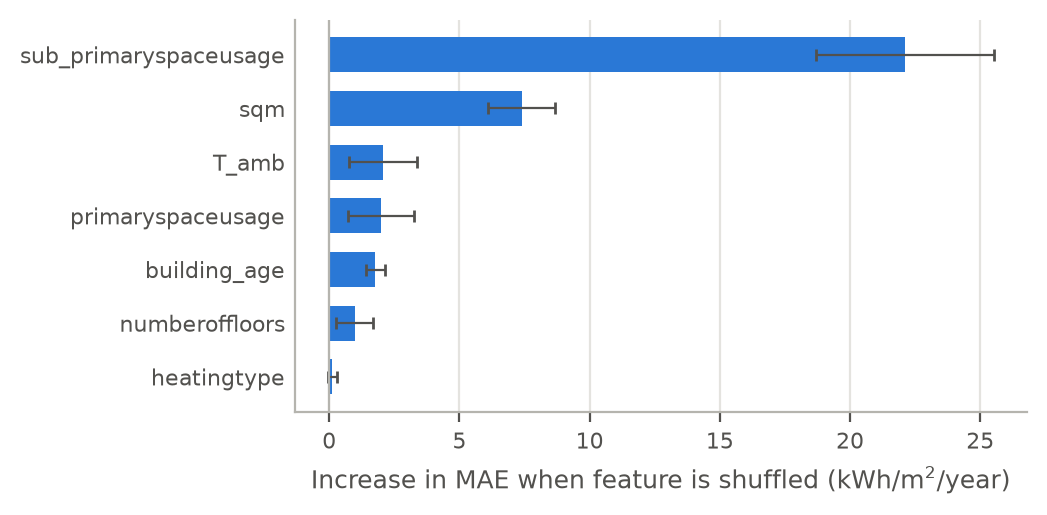 sub_primaryspaceusage
sqm
T_amb
primaryspaceusage
building_age
numberoffloors
heatingtype
0 5 10 15 20 25
Increase in MAE when feature is shuffled (kWh/m²/year)